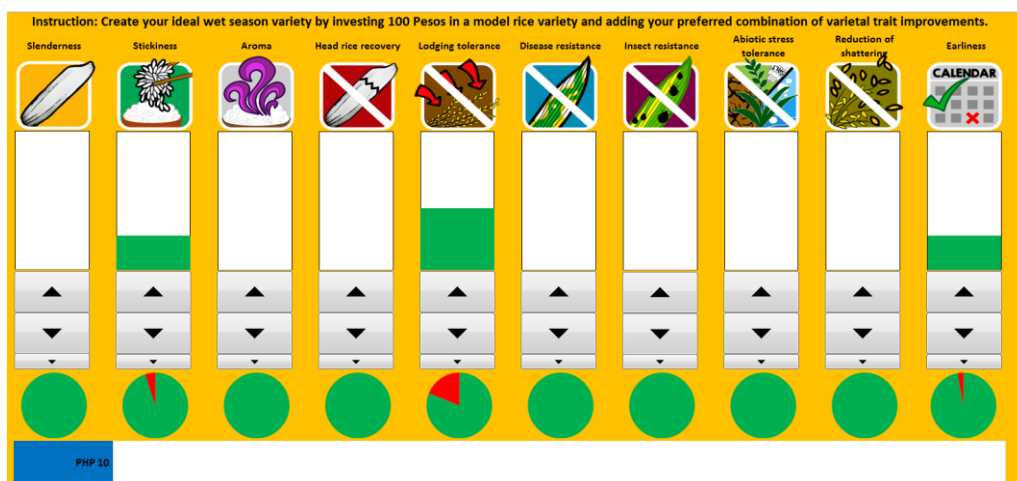 Instruction: Create your ideal wet season variety by investing 100 Pesos in a model rice variety and adding your preferred combination of varietal trait improvements.
Slenderness Stickiness Aroma Head rice recovery Lodging tolerance Disease resistance Insect resistance Abiotic stress tolerance Reduction of shattering Earliness
CALENDAR
PHP 10